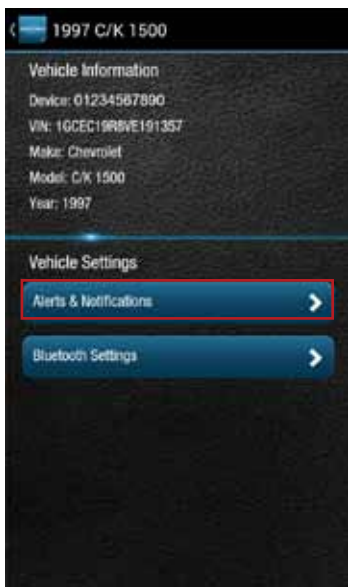 1997 C/K 1500
Vehicle Information
Device: 01234567890
VIN: 1GCEC19R8VE191357
Make: Chevrolet
Model: C/K 1500
Year: 1997
Vehicle Settings
Alerts & Notifications
Bluetooth Settings